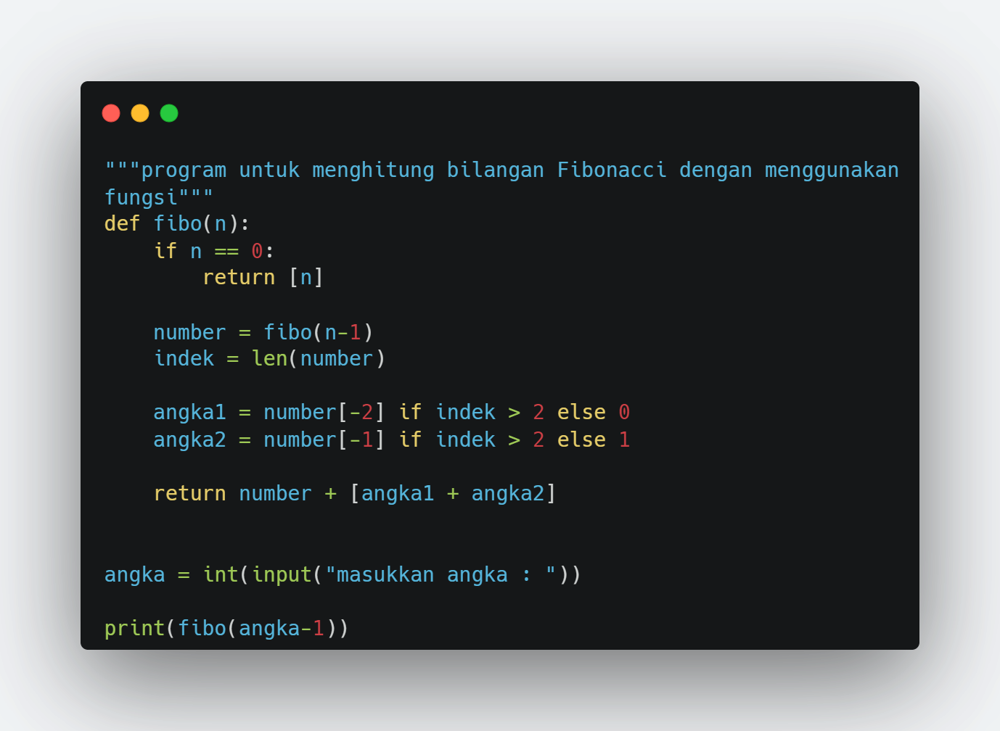 """program untuk menghitung bilangan Fibonacci dengan menggunakan
fungsi"""
def fibo(n):
    if n == 0:
        return [n]

    number = fibo(n-1)
    indek = len(number)

    angka1 = number[-2] if indek > 2 else 0
    angka2 = number[-1] if indek > 2 else 1

    return number + [angka1 + angka2]


angka = int(input("masukkan angka : "))

print(fibo(angka-1))